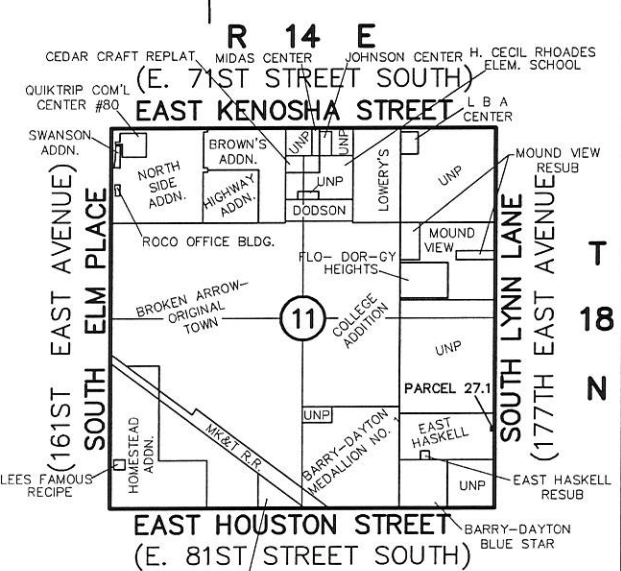 R 14 E
CEDAR CRAFT REPLAT
MIDAS CENTER
JOHNSON CENTER
H. CECIL RHOADES
ELEM. SCHOOL
(E. 71ST STREET SOUTH)
QUIKTRIP COM'L
CENTER #80
EAST KENOSHA STREET
L B A
CENTER
SWANSON
ADDN.
NORTH
SIDE
ADDN.
BROWN'S
ADDN.
HIGHWAY
ADDN.
UNP
UNP
UNP
DODSON
LOWERY'S
UNP
MOUND VIEW
RESUB
MOUND
VIEW
ROCO OFFICE BLDG.
FLO- DOR-GY
HEIGHTS
(161ST EAST AVENUE)
SOUTH ELM PLACE
BROKEN ARROW-
ORIGINAL
TOWN
11
COLLEGE
ADDITION
UNP
SOUTH LYNN LANE
(177TH EAST AVENUE)
T
18
N
PARCEL 27.1
UNP
EAST
HASKELL
MK&T R.R.
BARRY-DAYTON
MEDALLION NO. 1
HOMESTEAD
ADDN.
LEES FAMOUS
RECIPE
UNP
EAST HASKELL
RESUB
EAST HOUSTON STREET
(E. 81ST STREET SOUTH)
BARRY-DAYTON
BLUE STAR